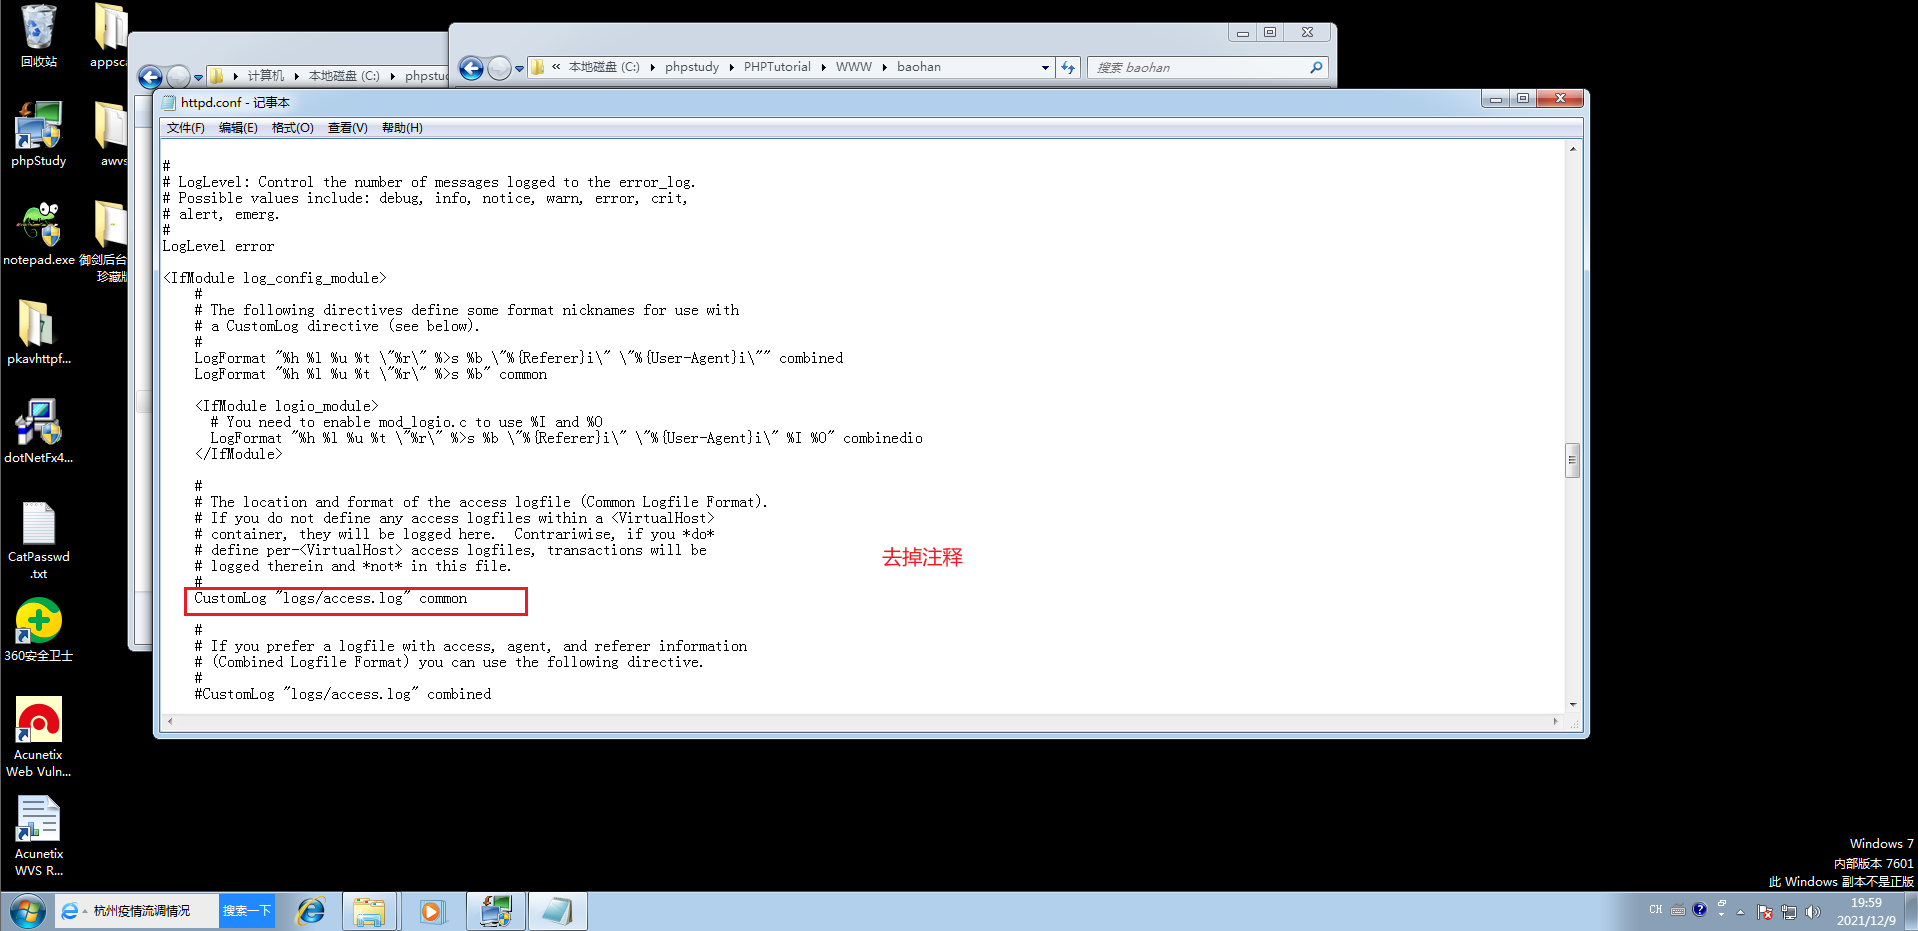 回收站
appsca
phpStudy
awvs
notepad.exe
御剑后台
珍藏版
pkavhttpf...
dotNetFx4...
CatPasswd
.txt
360安全卫士
Acunetix
Web Vuln...
Acunetix
WVS R...
计算机 本地磁盘 (C:) phpstud
« 本地磁盘 (C:) phpstudy PHPTutorial WWW baohan
搜索 baohan
httpd.conf - 记事本
文件(F) 编辑(E) 格式(O) 查看(V) 帮助(H)
#
# LogLevel: Control the number of messages logged to the error_log.
# Possible values include: debug, info, notice, warn, error, crit,
# alert, emerg.
#
LogLevel error
<IfModule log_config_module>
#
# The following directives define some format nicknames for use with
# a CustomLog directive (see below).
#
LogFormat "%h %l %u %t \"%r\" %>s %b \"%{Referer}i\" \"%{User-Agent}i\"" combined
LogFormat "%h %l %u %t \"%r\" %>s %b" common
<IfModule logio_module>
# You need to enable mod_logio.c to use %I and %O
LogFormat "%h %l %u %t \"%r\" %>s %b \"%{Referer}i\" \"%{User-Agent}i\" %I %O" combinedio
</IfModule>
#
# The location and format of the access logfile (Common Logfile Format).
# If you do not define any access logfiles within a <VirtualHost>
# container, they will be logged here.  Contrariwise, if you *do*
# define per-<VirtualHost> access logfiles, transactions will be
# logged therein and *not* in this file.
#
CustomLog "logs/access.log" common
去掉注释
#
# If you prefer a logfile with access, agent, and referer information
# (Combined Logfile Format) you can use the following directive.
#
#CustomLog "logs/access.log" combined
Windows 7
内部版本 7601
此 Windows 副本不是正版
杭州疫情流调情况
搜索一下
CH
19:59
2021/12/9